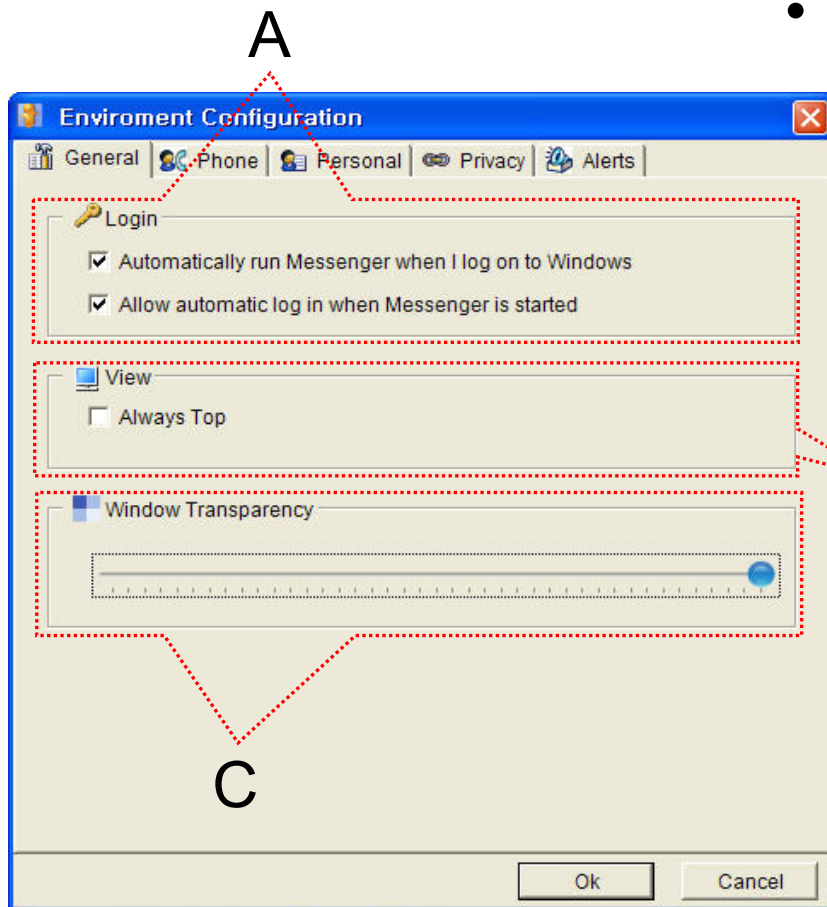 A
•
Enviroment Configuration
General Phone Personal Privacy Alerts
Login
Automatically run Messenger when I log on to Windows
Allow automatic log in when Messenger is started
View
Always Top
Window Transparency
C
Ok Cancel